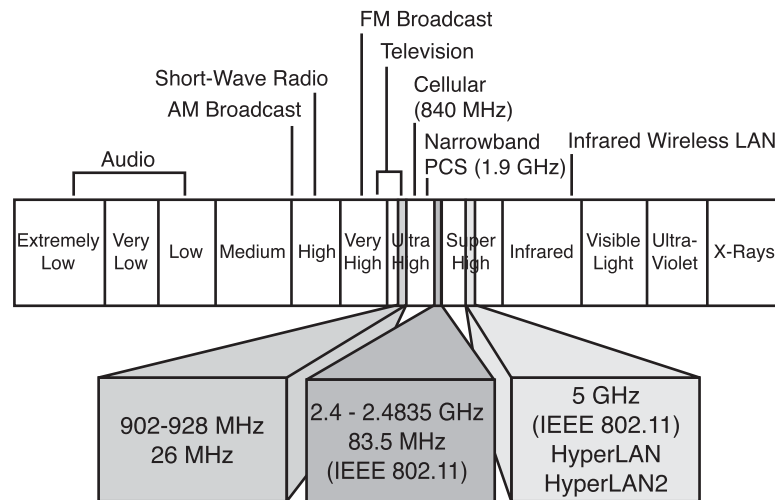 FM Broadcast
Television
Short-Wave Radio
Cellular
(840 MHz)
AM Broadcast
Narrowband
PCS (1.9 GHz)
Infrared Wireless LAN
Audio
Extremely
Low
Very
Low
Low
Medium
High
Very
High
Ultra
High
Super
High
Infrared
Visible
Light
Ultra-
Violet
X-Rays
902-928 MHz
26 MHz
2.4 - 2.4835 GHz
83.5 MHz
(IEEE 802.11)
5 GHz
(IEEE 802.11)
HyperLAN
HyperLAN2